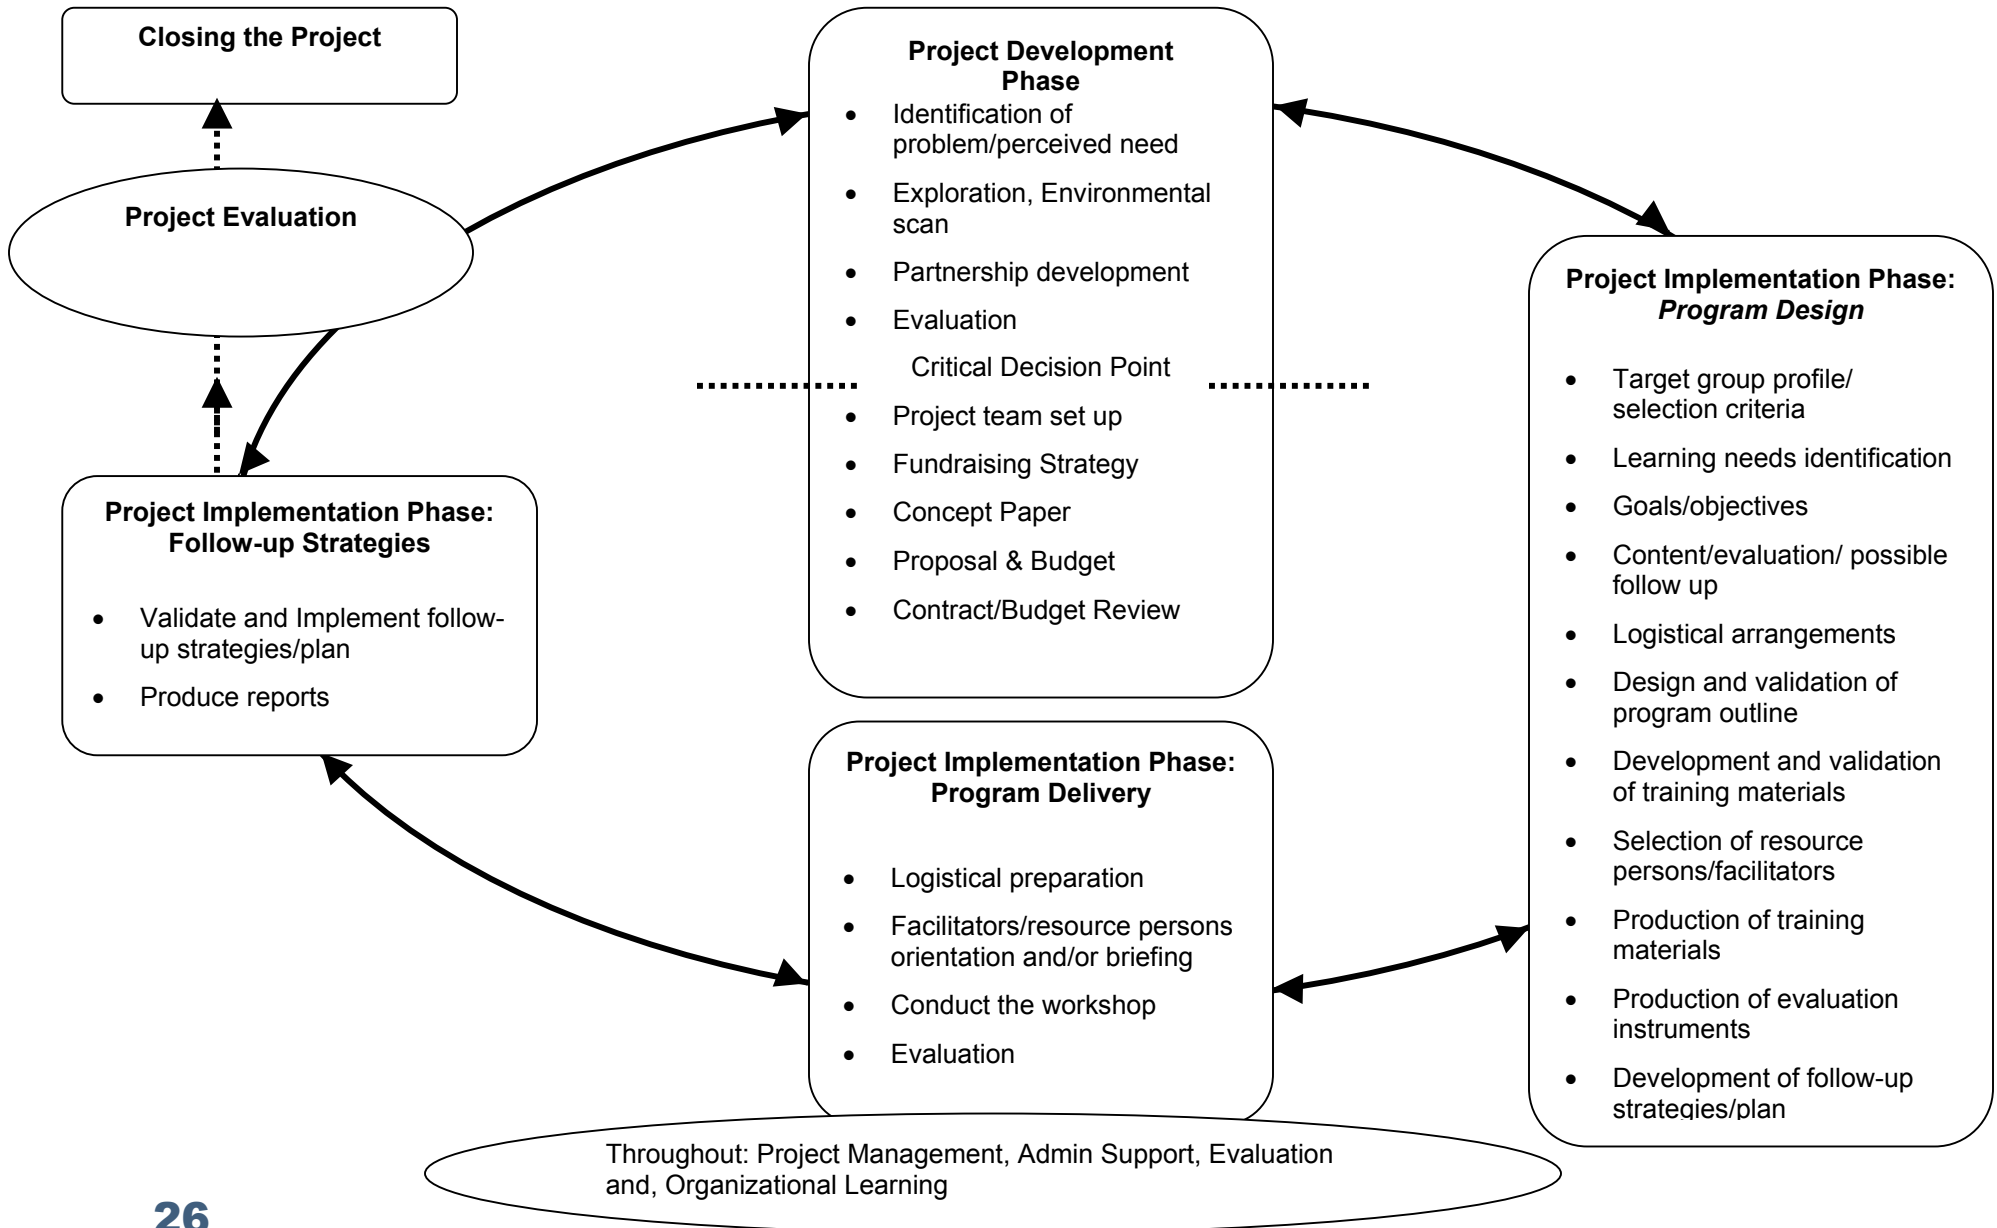 Closing the Project
Project Evaluation
Project Implementation Phase:
Follow-up Strategies
• Validate and Implement follow-
up strategies/plan
• Produce reports
Project Development
Phase
• Identification of
problem/perceived need
• Exploration, Environmental
scan
• Partnership development
• Evaluation
Critical Decision Point
• Project team set up
• Fundraising Strategy
• Concept Paper
• Proposal & Budget
• Contract/Budget Review
Project Implementation Phase:
Program Delivery
• Logistical preparation
• Facilitators/resource persons
orientation and/or briefing
• Conduct the workshop
• Evaluation
Project Implementation Phase:
Program Design
• Target group profile/
selection criteria
• Learning needs identification
• Goals/objectives
• Content/evaluation/ possible
follow up
• Logistical arrangements
• Design and validation of
program outline
• Development and validation
of training materials
• Selection of resource
persons/facilitators
• Production of training
materials
• Production of evaluation
instruments
• Development of follow-up
strategies/plan
Throughout: Project Management, Admin Support, Evaluation
and, Organizational Learning
26